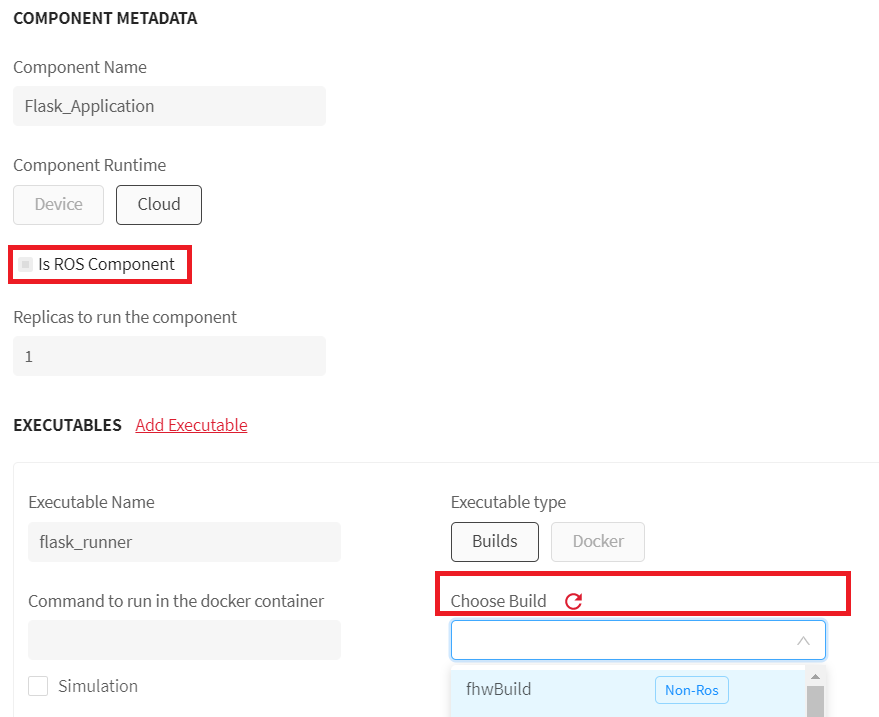 COMPONENT METADATA
Component Name
Flask_Application
Component Runtime
Device Cloud
Is ROS Component
Replicas to run the component
1
EXECUTABLES Add Executable
Executable Name Executable type
flask_runner Builds Docker
Command to run in the docker container Choose Build
Simulation
fhwBuild Non-Ros